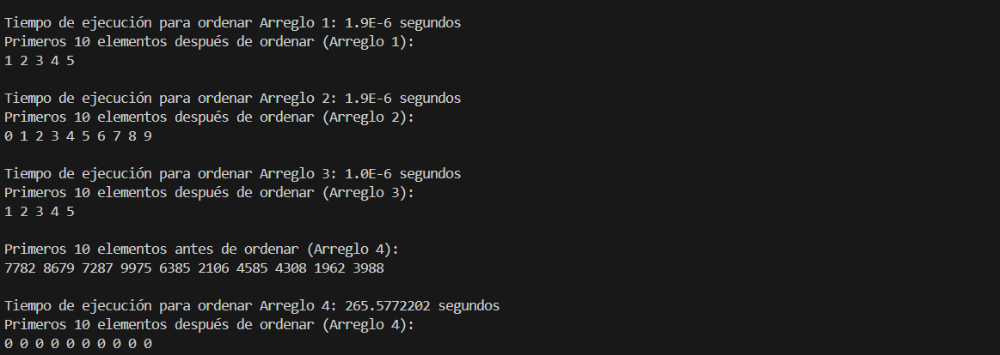 Tiempo de ejecución para ordenar Arreglo 1: 1.9E-6 segundos
Primeros 10 elementos después de ordenar (Arreglo 1):
1 2 3 4 5
Tiempo de ejecución para ordenar Arreglo 2: 1.9E-6 segundos
Primeros 10 elementos después de ordenar (Arreglo 2):
0 1 2 3 4 5 6 7 8 9
Tiempo de ejecución para ordenar Arreglo 3: 1.0E-6 segundos
Primeros 10 elementos después de ordenar (Arreglo 3):
1 2 3 4 5
Primeros 10 elementos antes de ordenar (Arreglo 4):
7782 8679 7287 9975 6385 2106 4585 4308 1962 3988
Tiempo de ejecución para ordenar Arreglo 4: 265.5772202 segundos
Primeros 10 elementos después de ordenar (Arreglo 4):
0 0 0 0 0 0 0 0 0 0